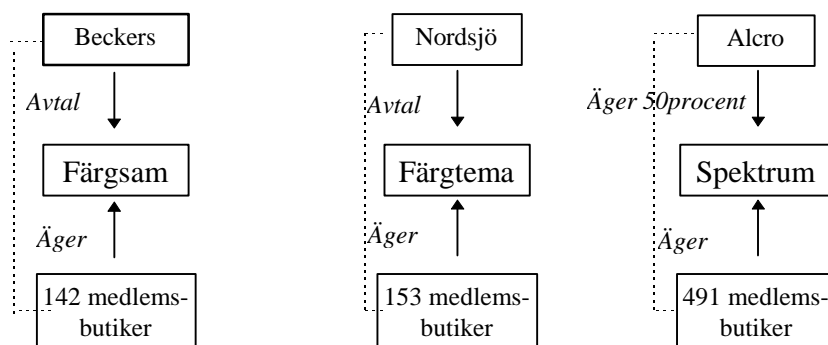 Beckers
Avtal
Färgsam
Äger
142 medlems-
butiker
Nordsjö
Avtal
Färgtema
Äger
153 medlems-
butiker
Alcro
Äger 50procent
Spektrum
Äger
491 medlems-
butiker